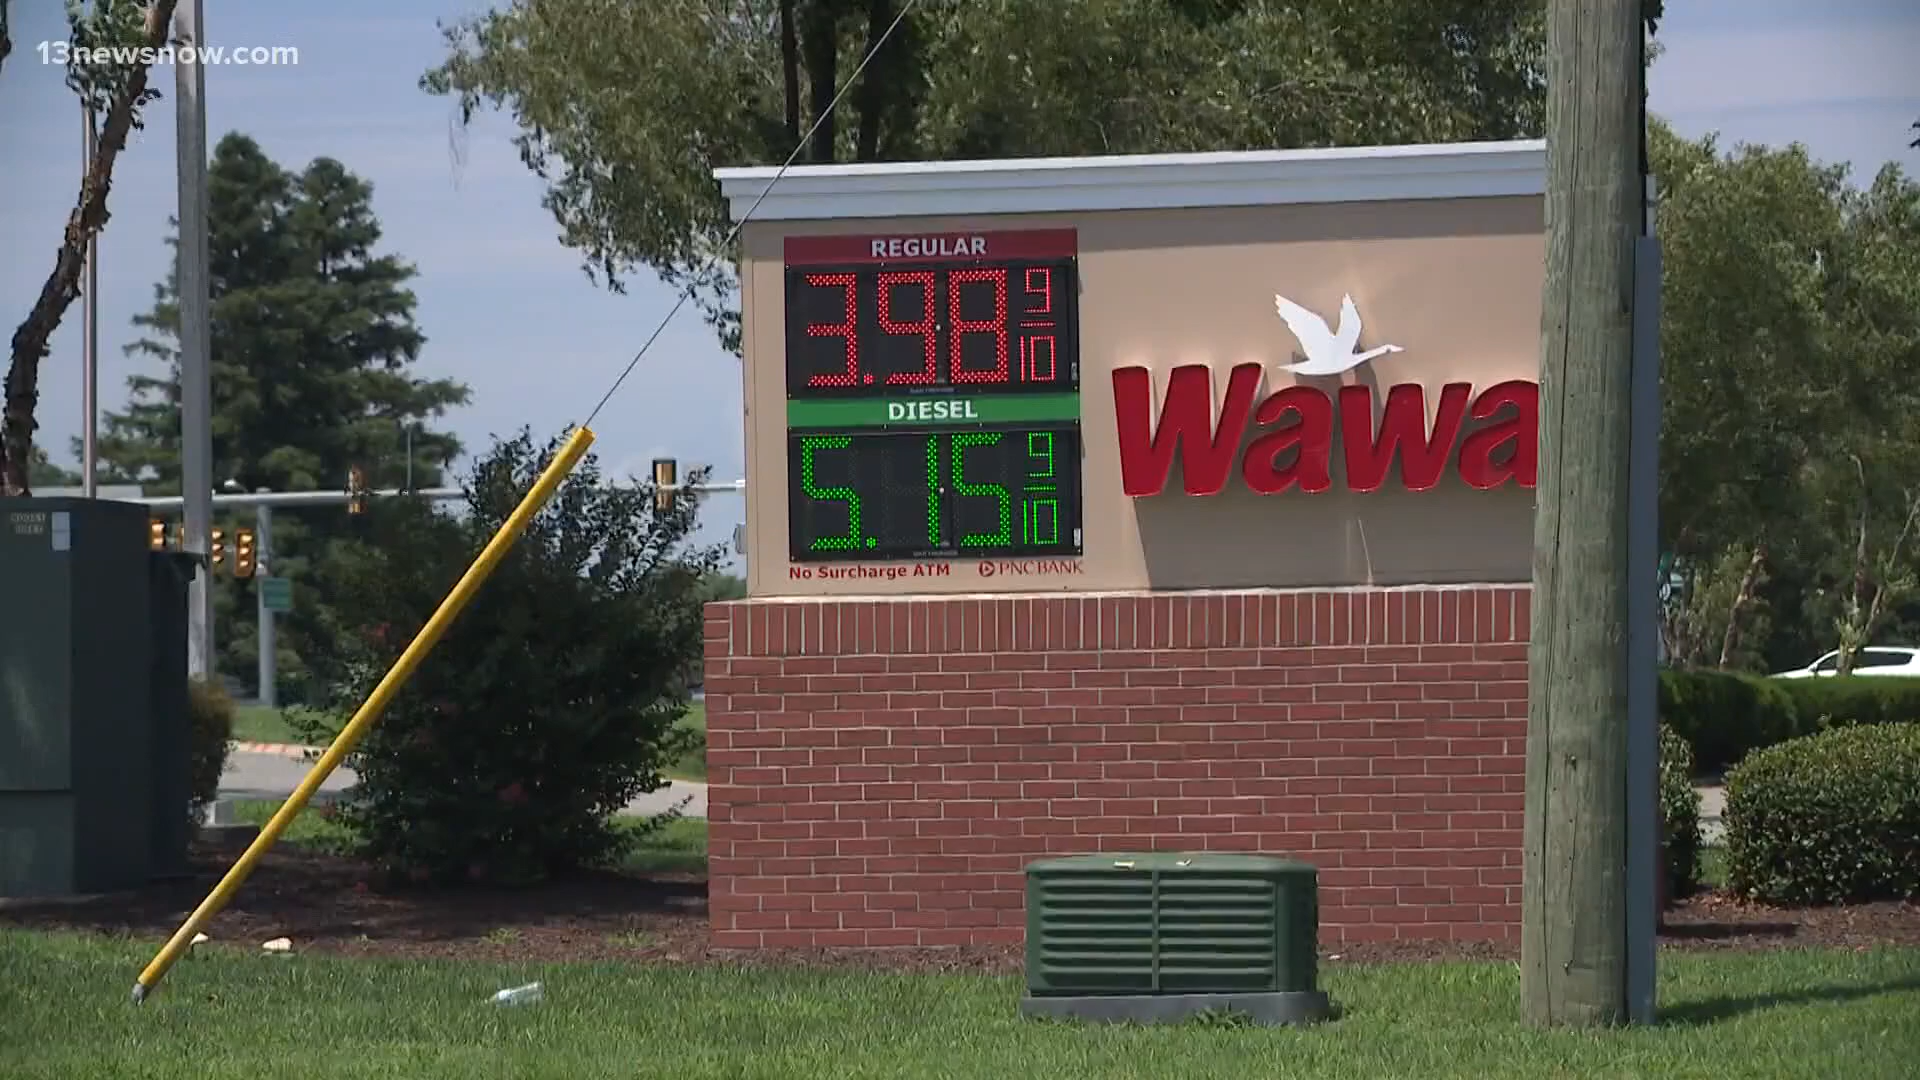 13newsnow.com
REGULAR
3.98 9/10
DIESEL
5.15 9/10
No Surcharge ATM PNCBANK
Wawa